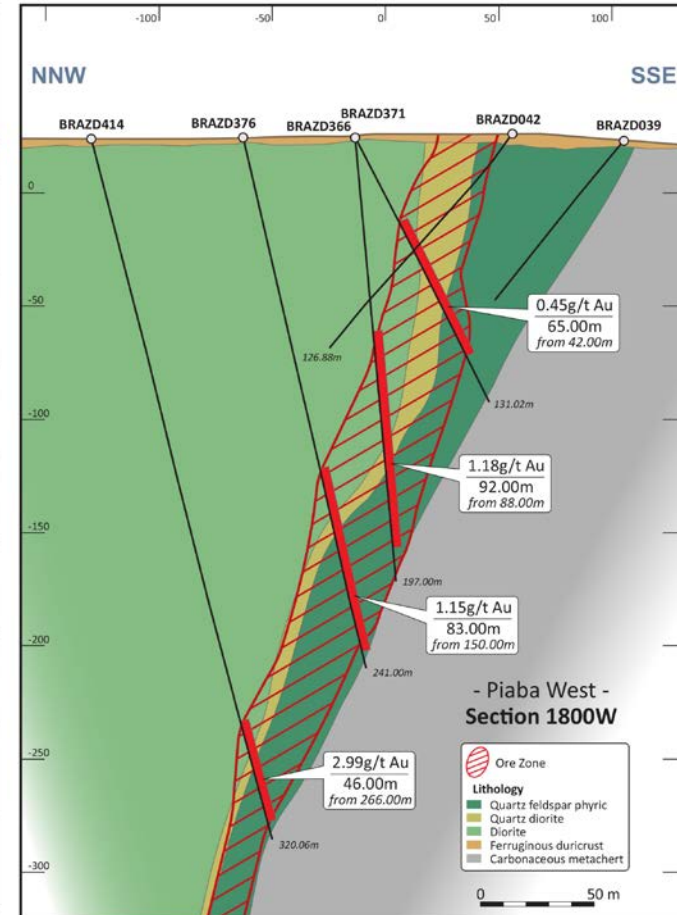 -100
-50
0
50
100
NNW
SSE
BRAZD414
BRAZD376
BRAZD366
BRAZD371
BRAZD042
BRAZD039
0
-50
-100
-150
-200
-250
-300
126.88m
0.45g/t Au
65.00m
from 42.00m
131.02m
1.18g/t Au
92.00m
from 88.00m
197.00m
1.15g/t Au
83.00m
from 150.00m
241.00m
2.99g/t Au
46.00m
from 266.00m
320.06m
- Piaba West -
Section 1800W
Ore Zone
Lithology
Quartz feldspar phyric
Quartz diorite
Diorite
Ferruginous duricrust
Carbonaceous metachert
0 50 m